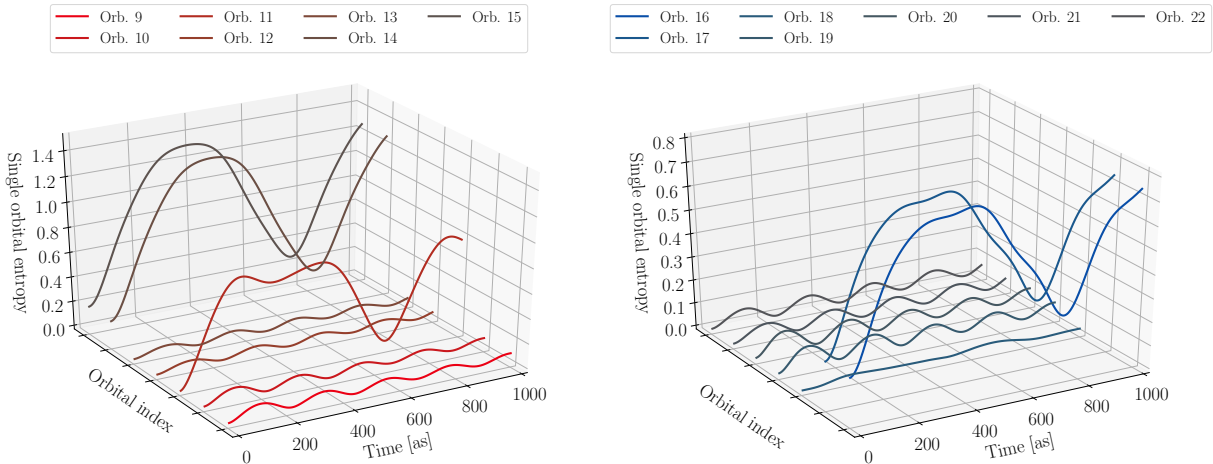 Orb. 9 Orb. 11 Orb. 13 Orb. 15
Orb. 10 Orb. 12 Orb. 14
Single orbital entropy
1.4
1.2
1.0
0.8
0.6
0.4
0.2
0.0
Orbital index
0 200 400 600 800 1000
Time [as]
Orb. 16 Orb. 18 Orb. 20 Orb. 21 Orb. 22
Orb. 17 Orb. 19
Single orbital entropy
0.8
0.7
0.6
0.5
0.4
0.3
0.2
0.1
0.0
Orbital index
0 200 400 600 800 1000
Time [as]